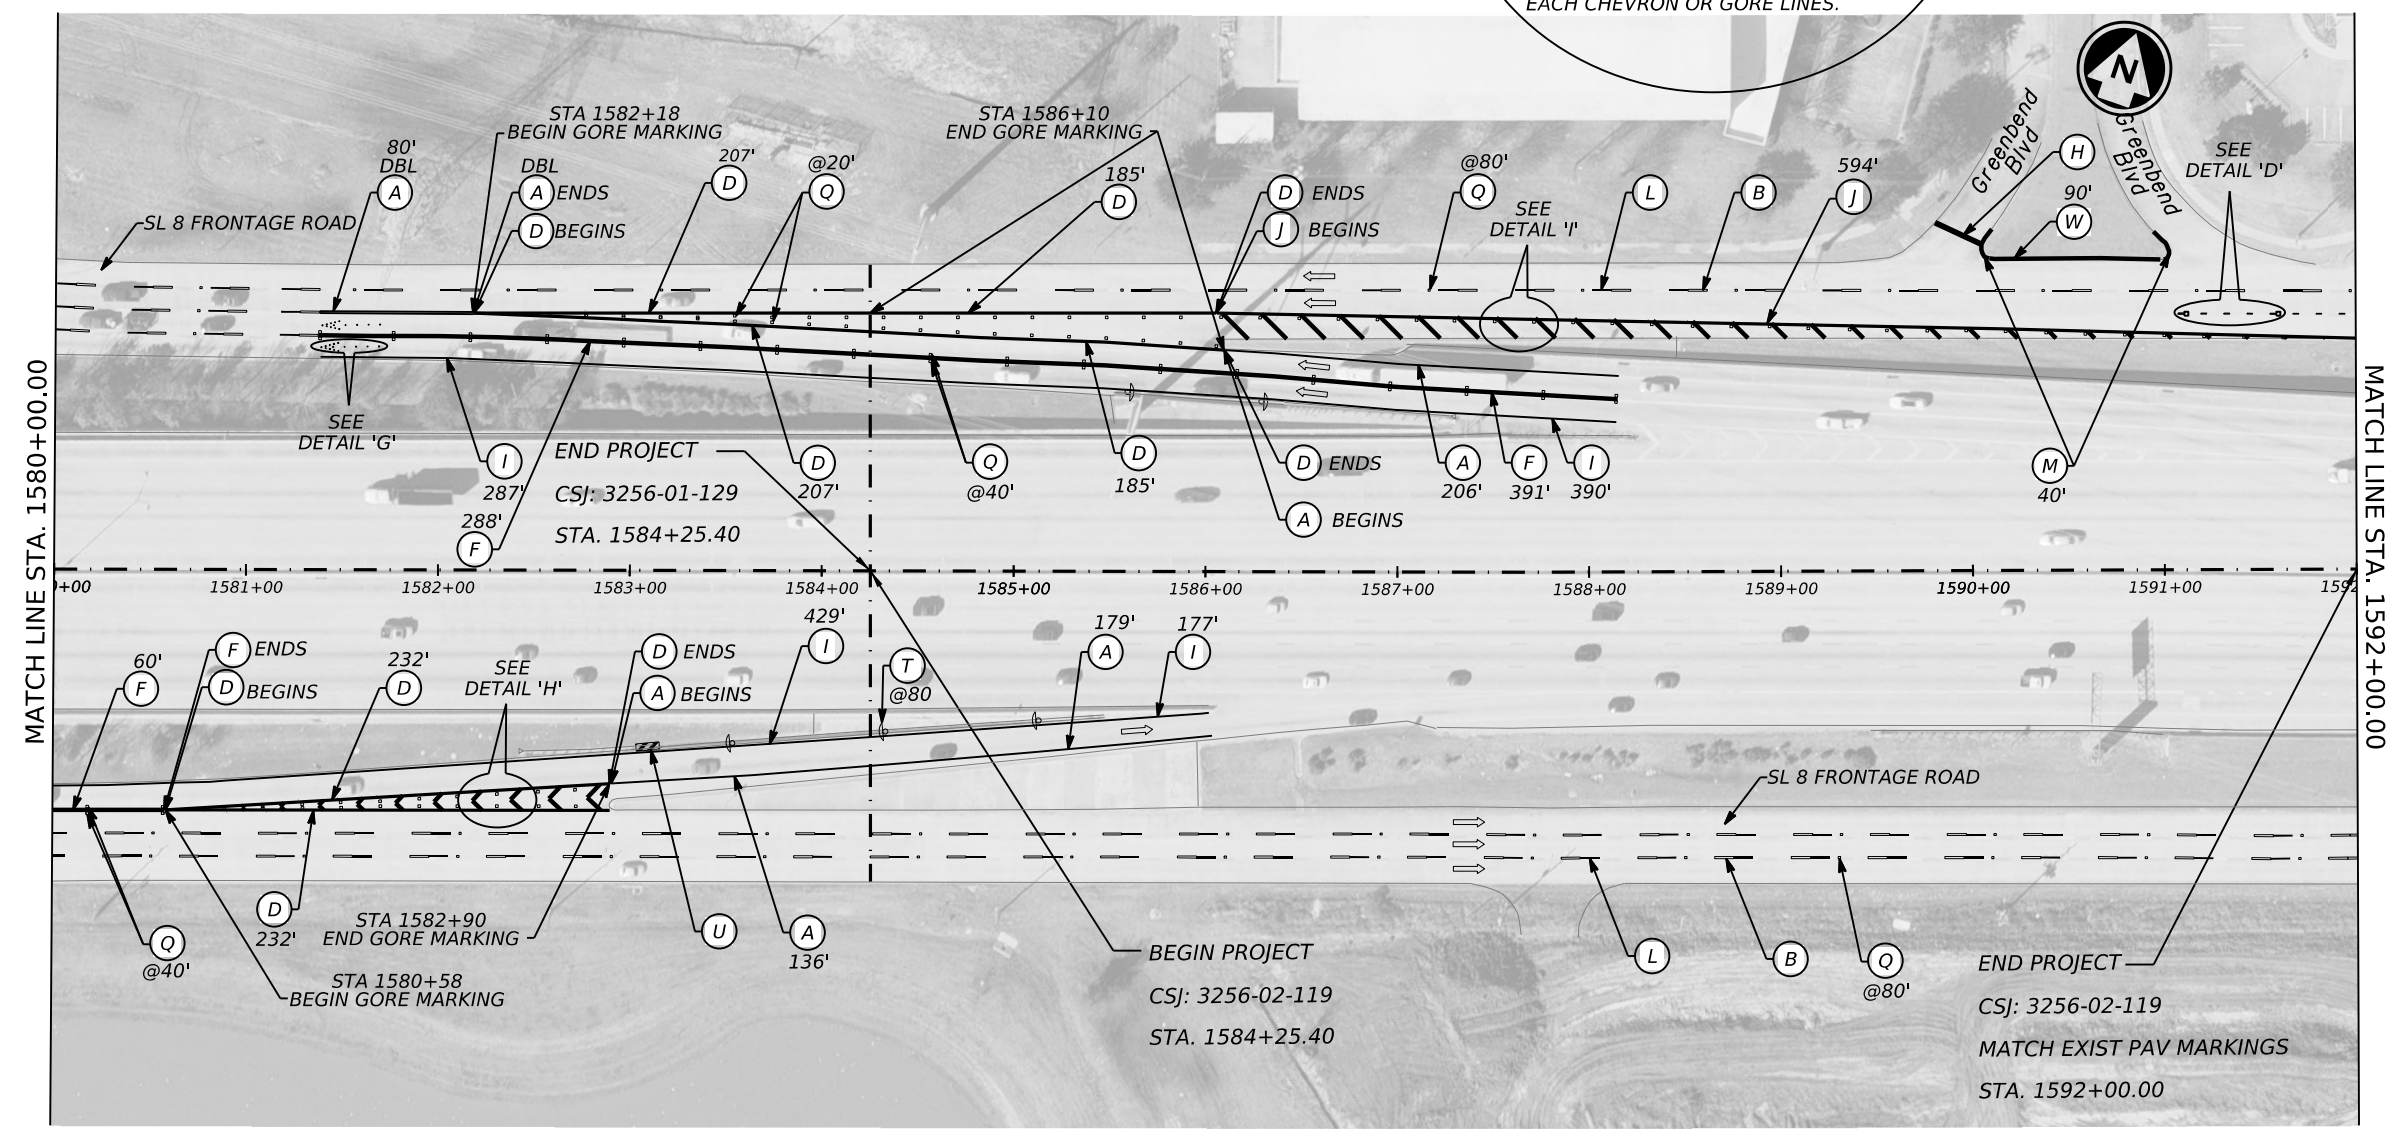 EACH CHEVRON OR GORE LINES.
N
STA 1582+18
BEGIN GORE MARKING
STA 1586+10
END GORE MARKING
Greenbend
Blvd
Greenbend
Blvd
H
SEE
DETAIL 'D'
80'
DBL
A
DBL
A ENDS
D BEGINS
207'
D
@20'
Q
185'
D
D ENDS
J BEGINS
@80'
Q
SEE
DETAIL 'I'
L
B
594'
J
90'
W
SL 8 FRONTAGE ROAD
MATCH LINE STA. 1580+00.00
MATCH LINE STA. 1592+00.00
SEE
DETAIL 'G'
I
287'
288'
F
END PROJECT
CSJ: 3256-01-129
STA. 1584+25.40
D
207'
Q
@40'
D
185'
D ENDS
A BEGINS
A
206'
F
391'
I
390'
M
40'
0+00
1581+00
1582+00
1583+00
1584+00
1585+00
1586+00
1587+00
1588+00
1589+00
1590+00
1591+00
1592
60'
F
F ENDS
D BEGINS
232'
D
SEE
DETAIL 'H'
D ENDS
A BEGINS
429'
I
T
@80
179'
A
177'
I
SL 8 FRONTAGE ROAD
Q
@40'
D
232'
STA 1582+90
END GORE MARKING
STA 1580+58
BEGIN GORE MARKING
U
A
136'
BEGIN PROJECT
CSJ: 3256-02-119
STA. 1584+25.40
L
B
Q
@80'
END PROJECT
CSJ: 3256-02-119
MATCH EXIST PAV MARKINGS
STA. 1592+00.00